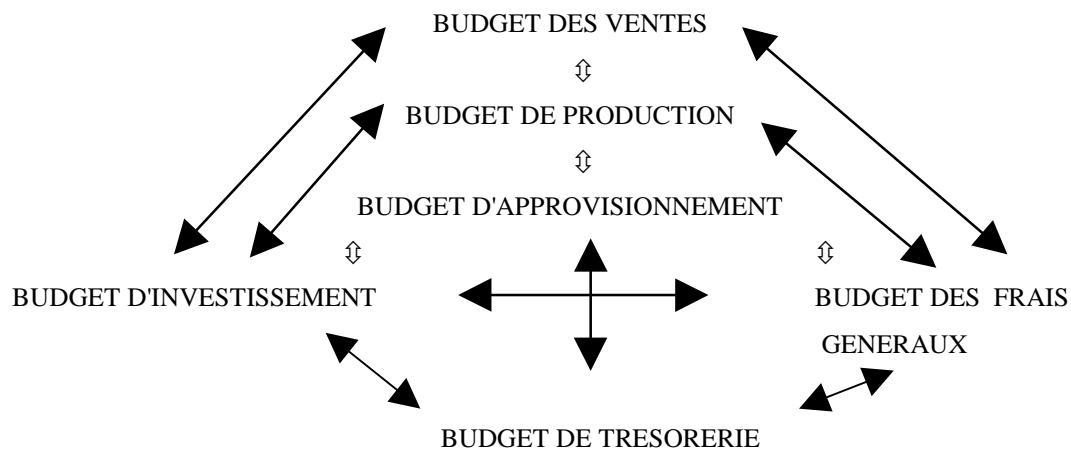 BUDGET DES VENTES
BUDGET DE PRODUCTION
BUDGET D'APPROVISIONNEMENT
BUDGET D'INVESTISSEMENT
BUDGET DES FRAIS
GENERAUX
BUDGET DE TRESORERIE